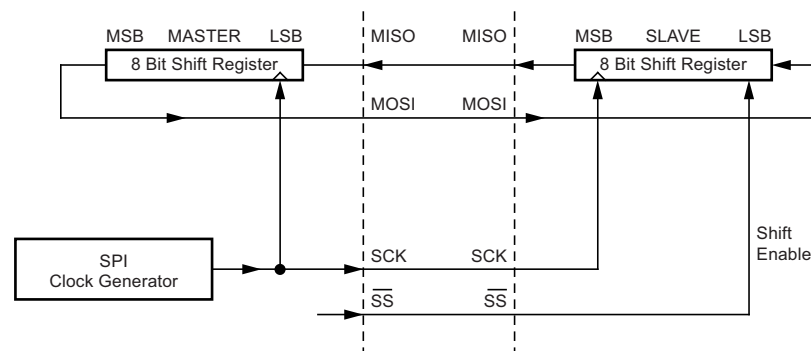 MSB MASTER LSB MISO MISO MSB SLAVE LSB
8 Bit Shift Register 8 Bit Shift Register
MOSI MOSI
Shift
Enable
SPI
Clock Generator
SCK SCK
SS SS